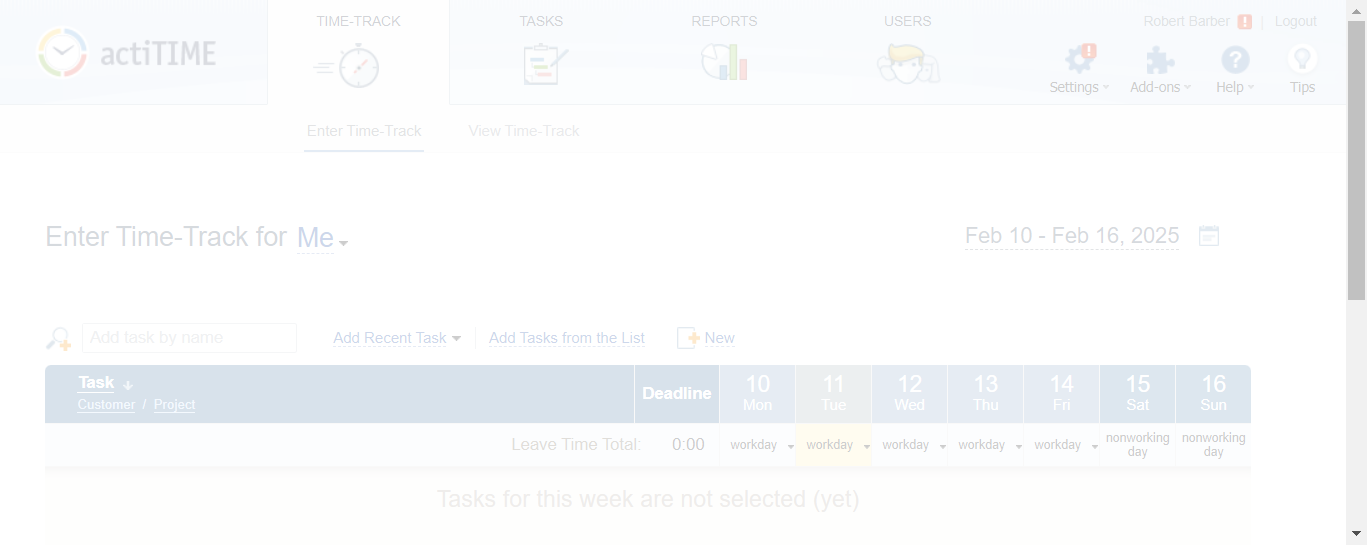 TIME-TRACK TASKS REPORTS USERS Robert Barber Logout
actiTIME
Settings Add-ons Help Tips
Enter Time-Track View Time-Track
Enter Time-Track for Me Feb 10 - Feb 16, 2025
Add task by name Add Recent Task Add Tasks from the List New
Task Deadline 10 11 12 13 14 15 16
Customer / Project Mon Tue Wed Thu Fri Sat Sun
Leave Time Total: 0:00 workday workday workday workday workday nonworking day nonworking day
Tasks for this week are not selected (yet)